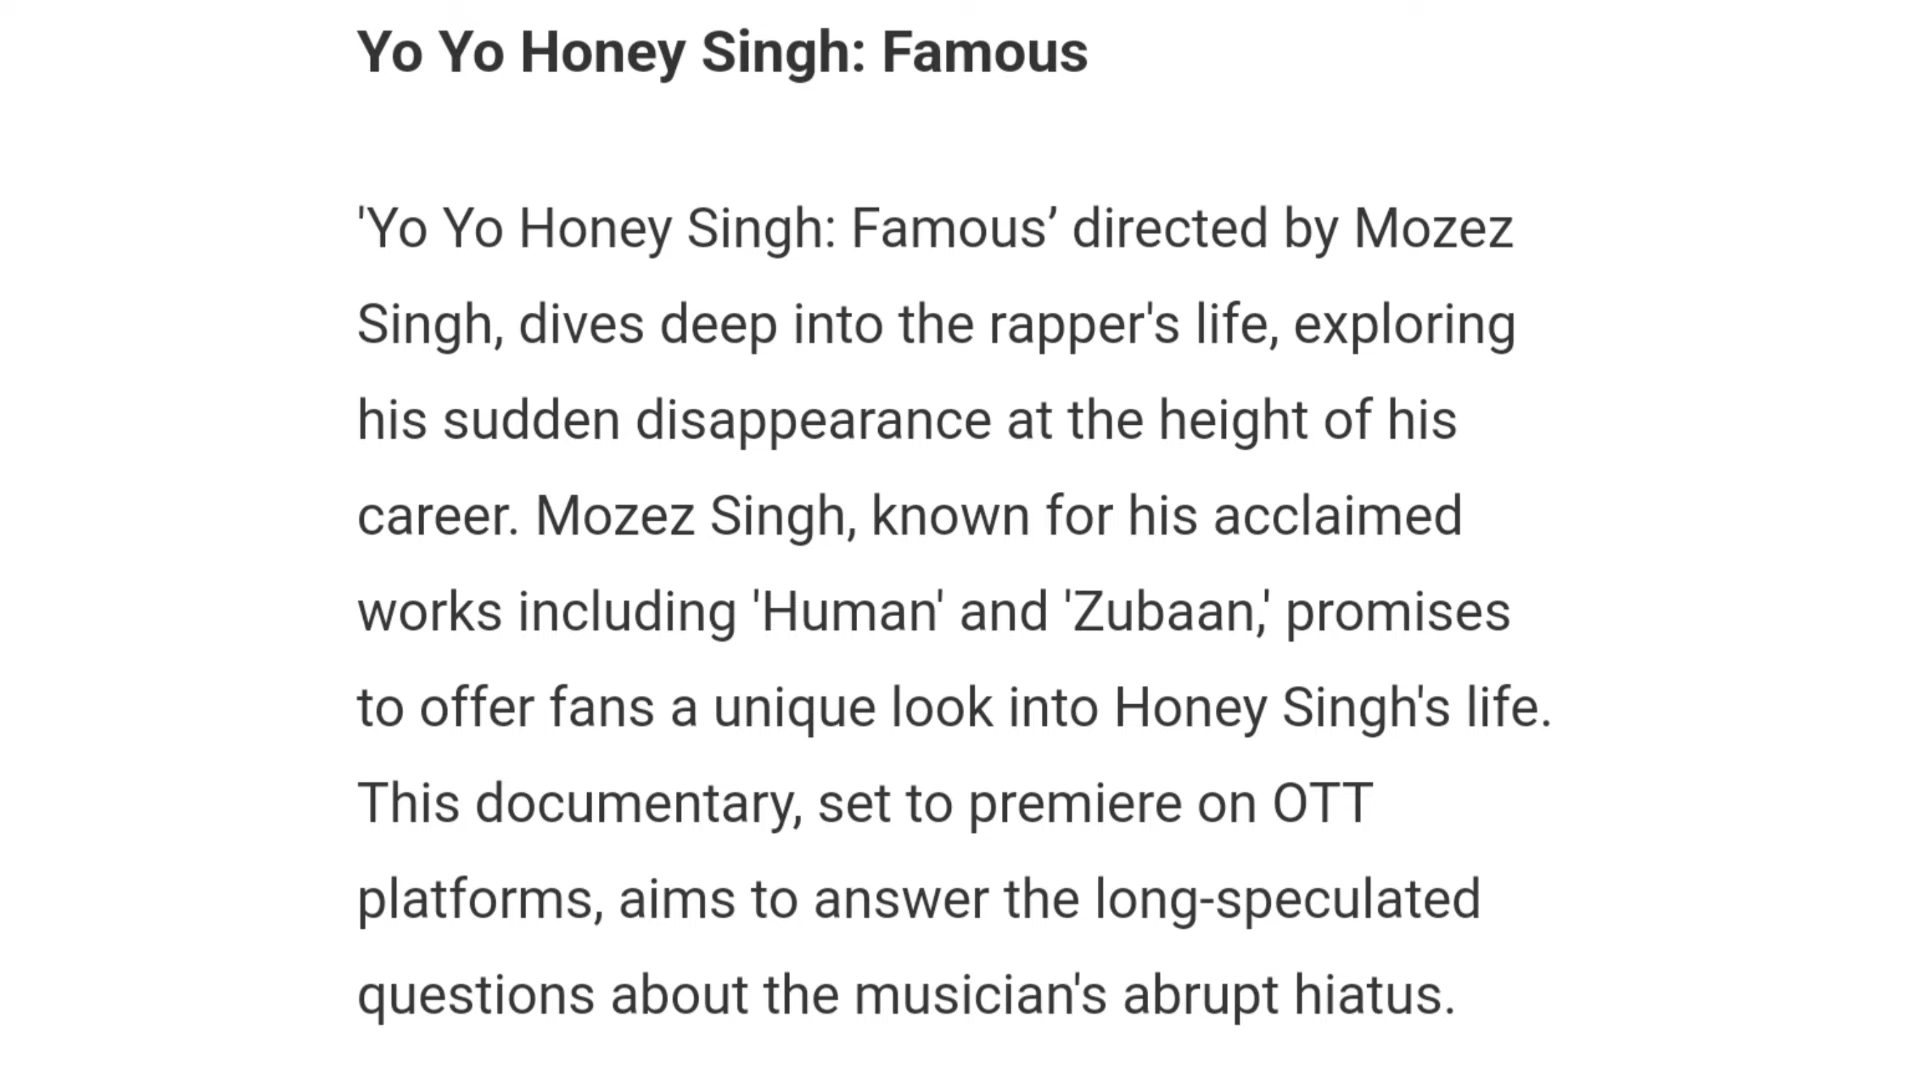 Yo Yo Honey Singh: Famous
'Yo Yo Honey Singh: Famous’ directed by Mozez
Singh, dives deep into the rapper's life, exploring
his sudden disappearance at the height of his
career. Mozez Singh, known for his acclaimed
works including 'Human' and 'Zubaan,' promises
to offer fans a unique look into Honey Singh's life.
This documentary, set to premiere on OTT
platforms, aims to answer the long-speculated
questions about the musician's abrupt hiatus.